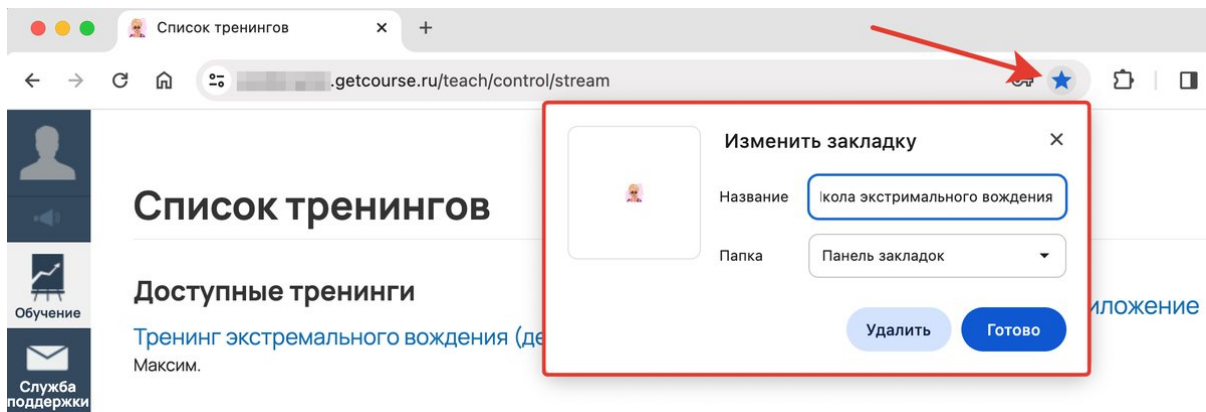 Список тренингов
.getcourse.ru/teach/control/stream
Изменить закладку
Название
кола экстримального вождения
Папка
Панель закладок
Удалить
Готово
Список тренингов
Доступные тренинги
Тренинг экстремального вождения (де
Максим.
иложение
Обучение
Служба
поддержки